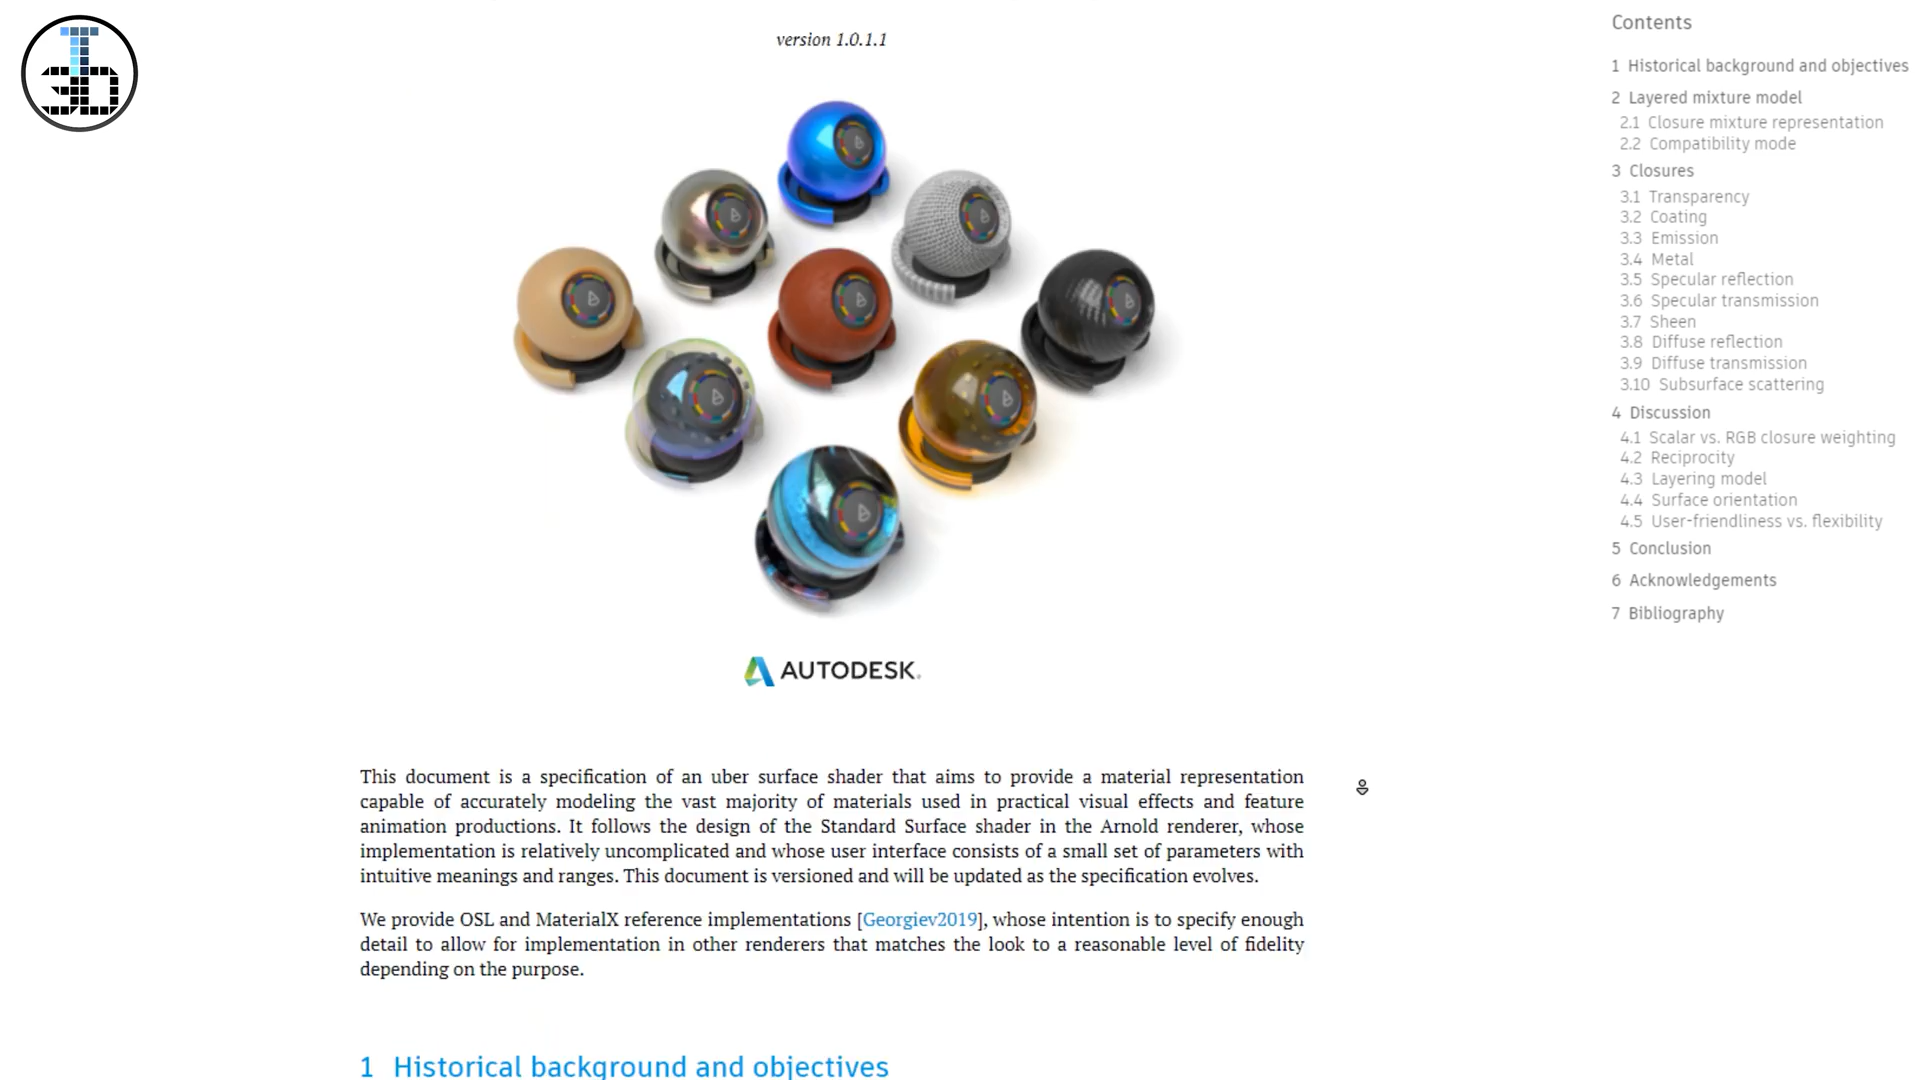 version 1.0.1.1
AUTODESK.
This document is a specification of an uber surface shader that aims to provide a material representation
capable of accurately modeling the vast majority of materials used in practical visual effects and feature
animation productions. It follows the design of the Standard Surface shader in the Arnold renderer, whose
implementation is relatively uncomplicated and whose user interface consists of a small set of parameters with
intuitive meanings and ranges. This document is versioned and will be updated as the specification evolves.
We provide OSL and MaterialX reference implementations [Georgiev2019], whose intention is to specify enough
detail to allow for implementation in other renderers that matches the look to a reasonable level of fidelity
depending on the purpose.
1 Historical background and objectives
Contents
1 Historical background and objectives
2 Layered mixture model
2.1 Closure mixture representation
2.2 Compatibility mode
3 Closures
3.1 Transparency
3.2 Coating
3.3 Emission
3.4 Metal
3.5 Specular reflection
3.6 Specular transmission
3.7 Sheen
3.8 Diffuse reflection
3.9 Diffuse transmission
3.10 Subsurface scattering
4 Discussion
4.1 Scalar vs. RGB closure weighting
4.2 Reciprocity
4.3 Layering model
4.4 Surface orientation
4.5 User-friendliness vs. flexibility
5 Conclusion
6 Acknowledgements
7 Bibliography